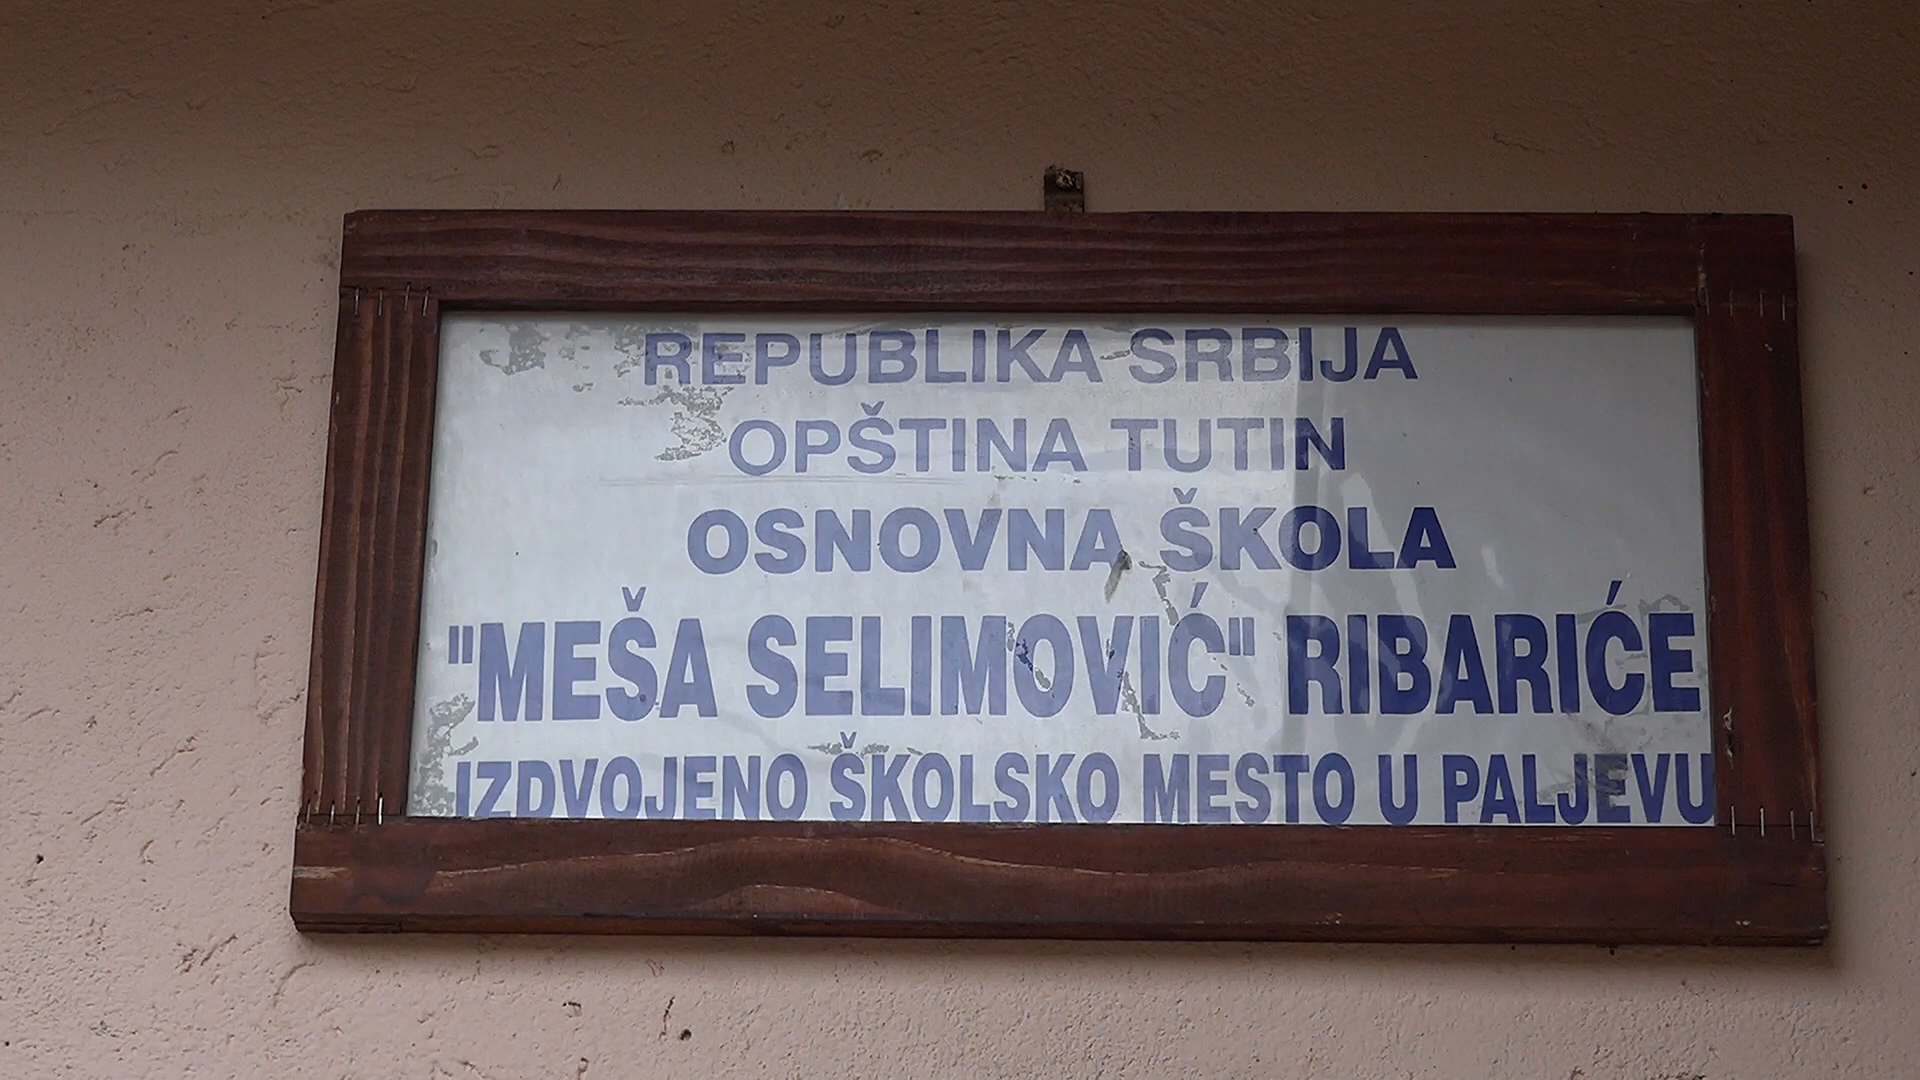 REPUBLIKA SRBIJA
OPŠTINA TUTIN
OSNOVNA ŠKOLA
"MEŠA SELIMOVIĆ" RIBARIĆE
IZDVOJENO ŠKOLSKO MESTO U PALJEVU